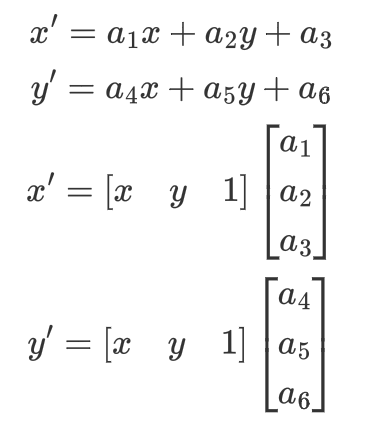 x′ = a₁x + a₂y + a₃
y′ = a₄x + a₅y + a₆
x′ = [x y 1] [a₁ a₂ a₃]
y′ = [x y 1] [a₄ a₅ a₆]